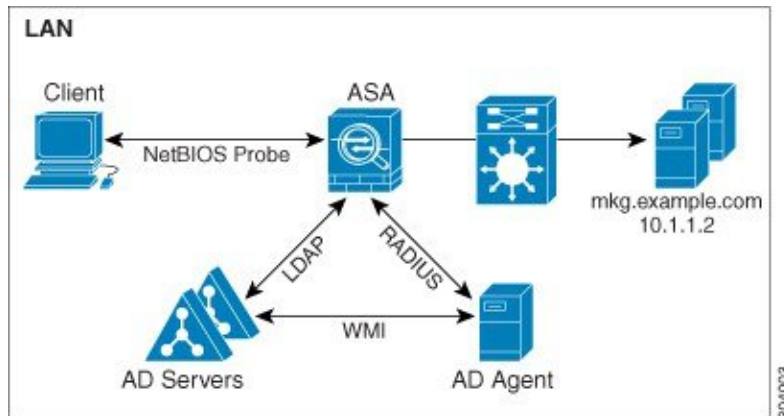 LAN
Client
ASA
NetBIOS Probe
mkg.example.com
10.1.1.2
LDAP
RADIUS
WMI
AD Servers
AD Agent